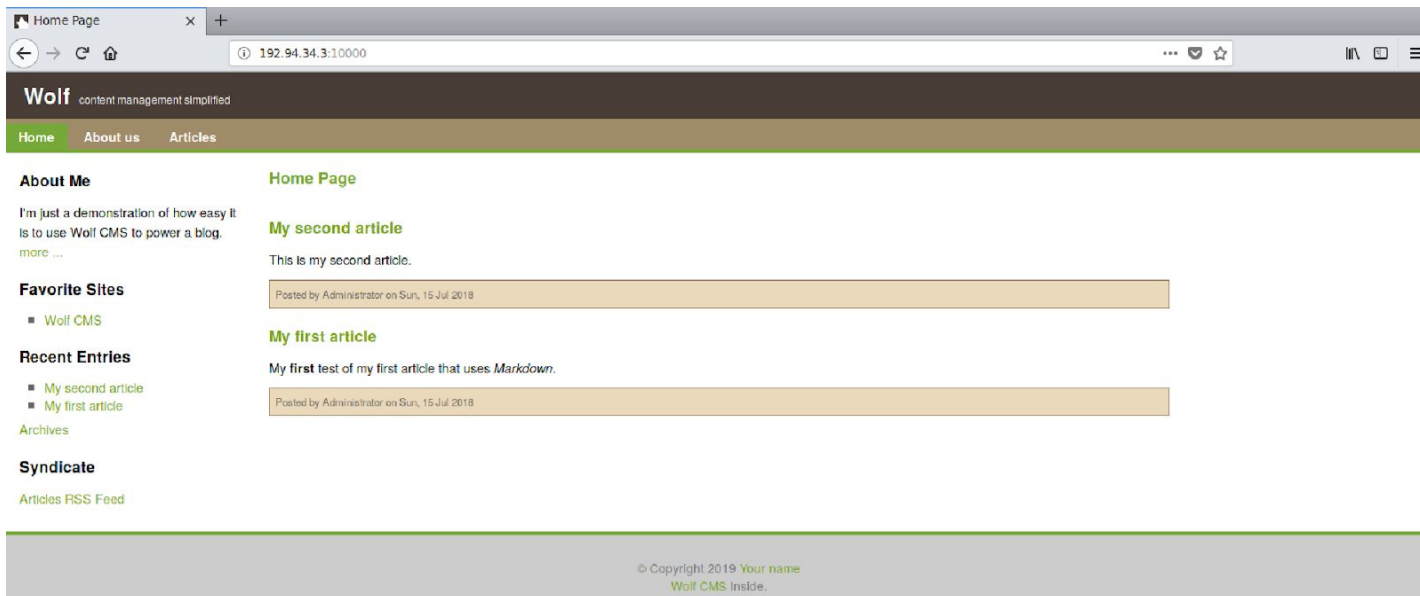 Home Page
192.94.34.3:10000
Wolf content management simplified
Home About us Articles
About Me
I'm just a demonstration of how easy it
is to use Wolf CMS to power a blog.
more ...
Favorite Sites
Wolf CMS
Recent Entries
My second article
My first article
Archives
Syndicate
Articles RSS Feed
Home Page
My second article
This is my second article.
Posted by Administrator on Sun, 15 Jul 2018
My first article
My first test of my first article that uses Markdown.
Posted by Administrator on Sun, 15 Jul 2018
© Copyright 2019 Your name
Wolf CMS Inside.